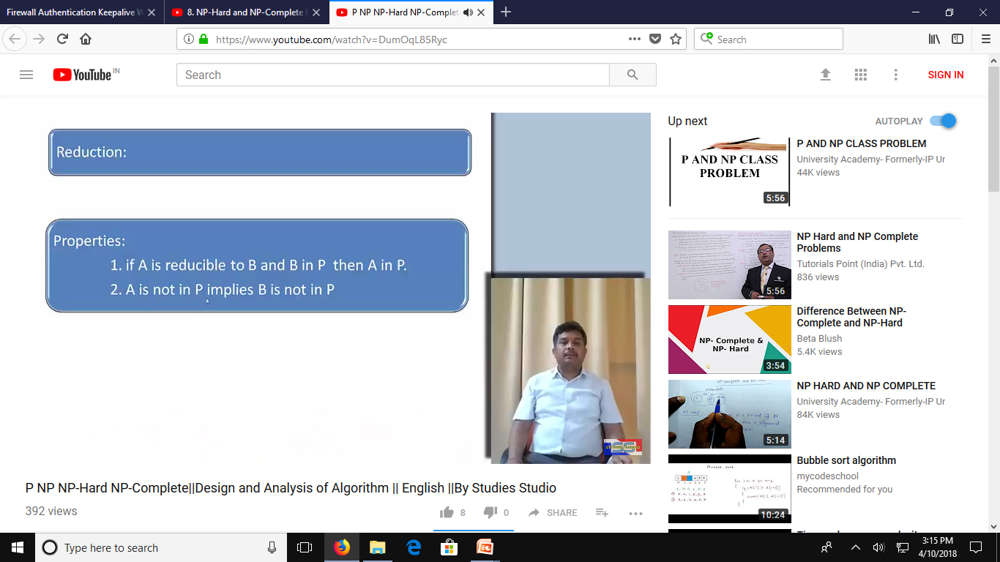 Firewall Authentication Keepalive W
8. NP-Hard and NP-Complete
P NP NP-Hard NP-Complete
https://www.youtube.com/watch?v=DumOqL85Ryc
Search
YouTube IN
Search
SIGN IN
Reduction:
Properties:
1. if A is reducible to B and B in P then A in P.
2. A is not in P implies B is not in P
P NP NP-Hard NP-Complete||Design and Analysis of Algorithm || English ||By Studies Studio
392 views
8
0
SHARE
Up next
AUTOPLAY
P AND NP CLASS
PROBLEM
5:56
P AND NP CLASS PROBLEM
University Academy- Formerly-IP Ur
44K views
5:56
NP Hard and NP Complete
Problems
Tutorials Point (India) Pvt. Ltd.
836 views
NP- Complete &
NP- Hard
3:54
Difference Between NP-
Complete and NP-Hard
Beta Blush
5.4K views
5:14
NP HARD AND NP COMPLETE
University Academy- Formerly-IP Ur
84K views
Bubble sort
10:24
Bubble sort algorithm
mycodeschool
Recommended for you
Type here to search
3:15 PM
4/10/2018